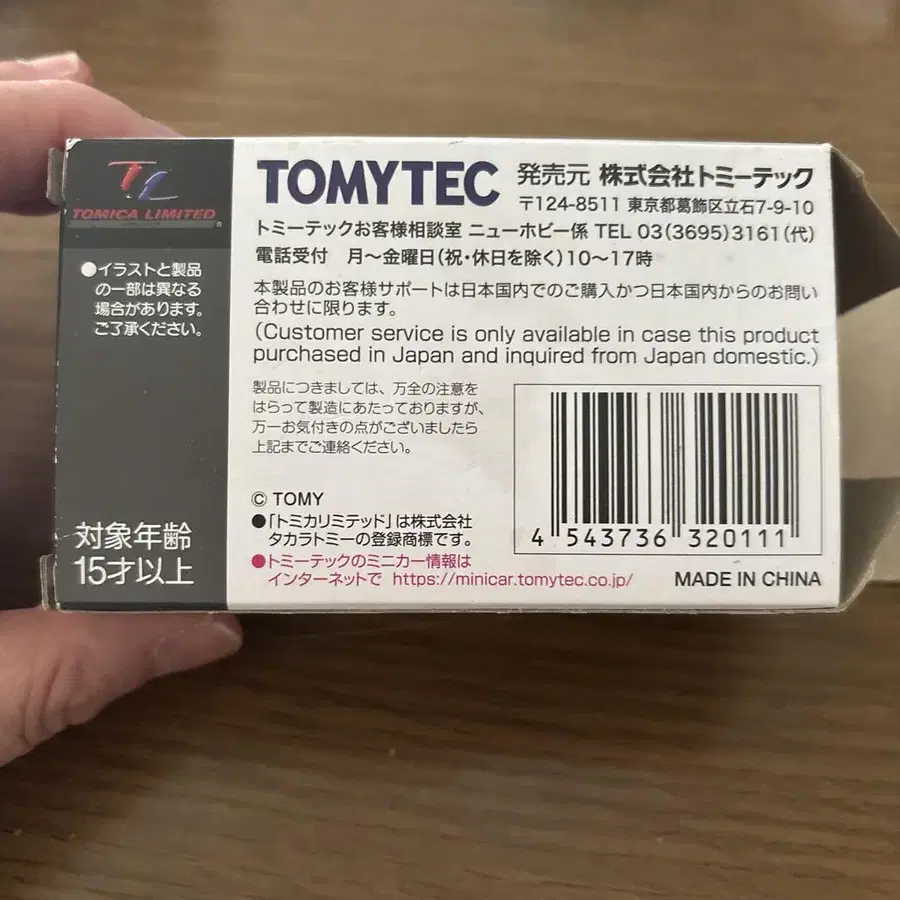 TL
TOMICA LIMITED
®
●イラストと製品
の一部は異なる
場合があります。
ご了承ください。
対象年齢
15才以上
TOMYTEC 発売元 株式会社トミーテック
〒124-8511 東京都葛飾区立石7-9-10
トミーテックお客様相談室 ニューホビー係 TEL 03(3695)3161(代)
電話受付 月〜金曜日(祝・休日を除く)10〜17時
本製品のお客様サポートは日本国内でのご購入かつ日本国内からのお問い
合わせに限ります。
(Customer service is only available in case this product
purchased in Japan and inquired from Japan domestic.)
製品につきましては、万全の注意を
はらって製造にあたっておりますが、
万一お気付きの点がございましたら
上記までご連絡ください。
© TOMY
●「トミカリミテッド」は株式会社
タカラトミーの登録商標です。
●トミーテックのミニカー情報は
インターネットで https://minicar.tomytec.co.jp/
4 543736 320111
MADE IN CHINA